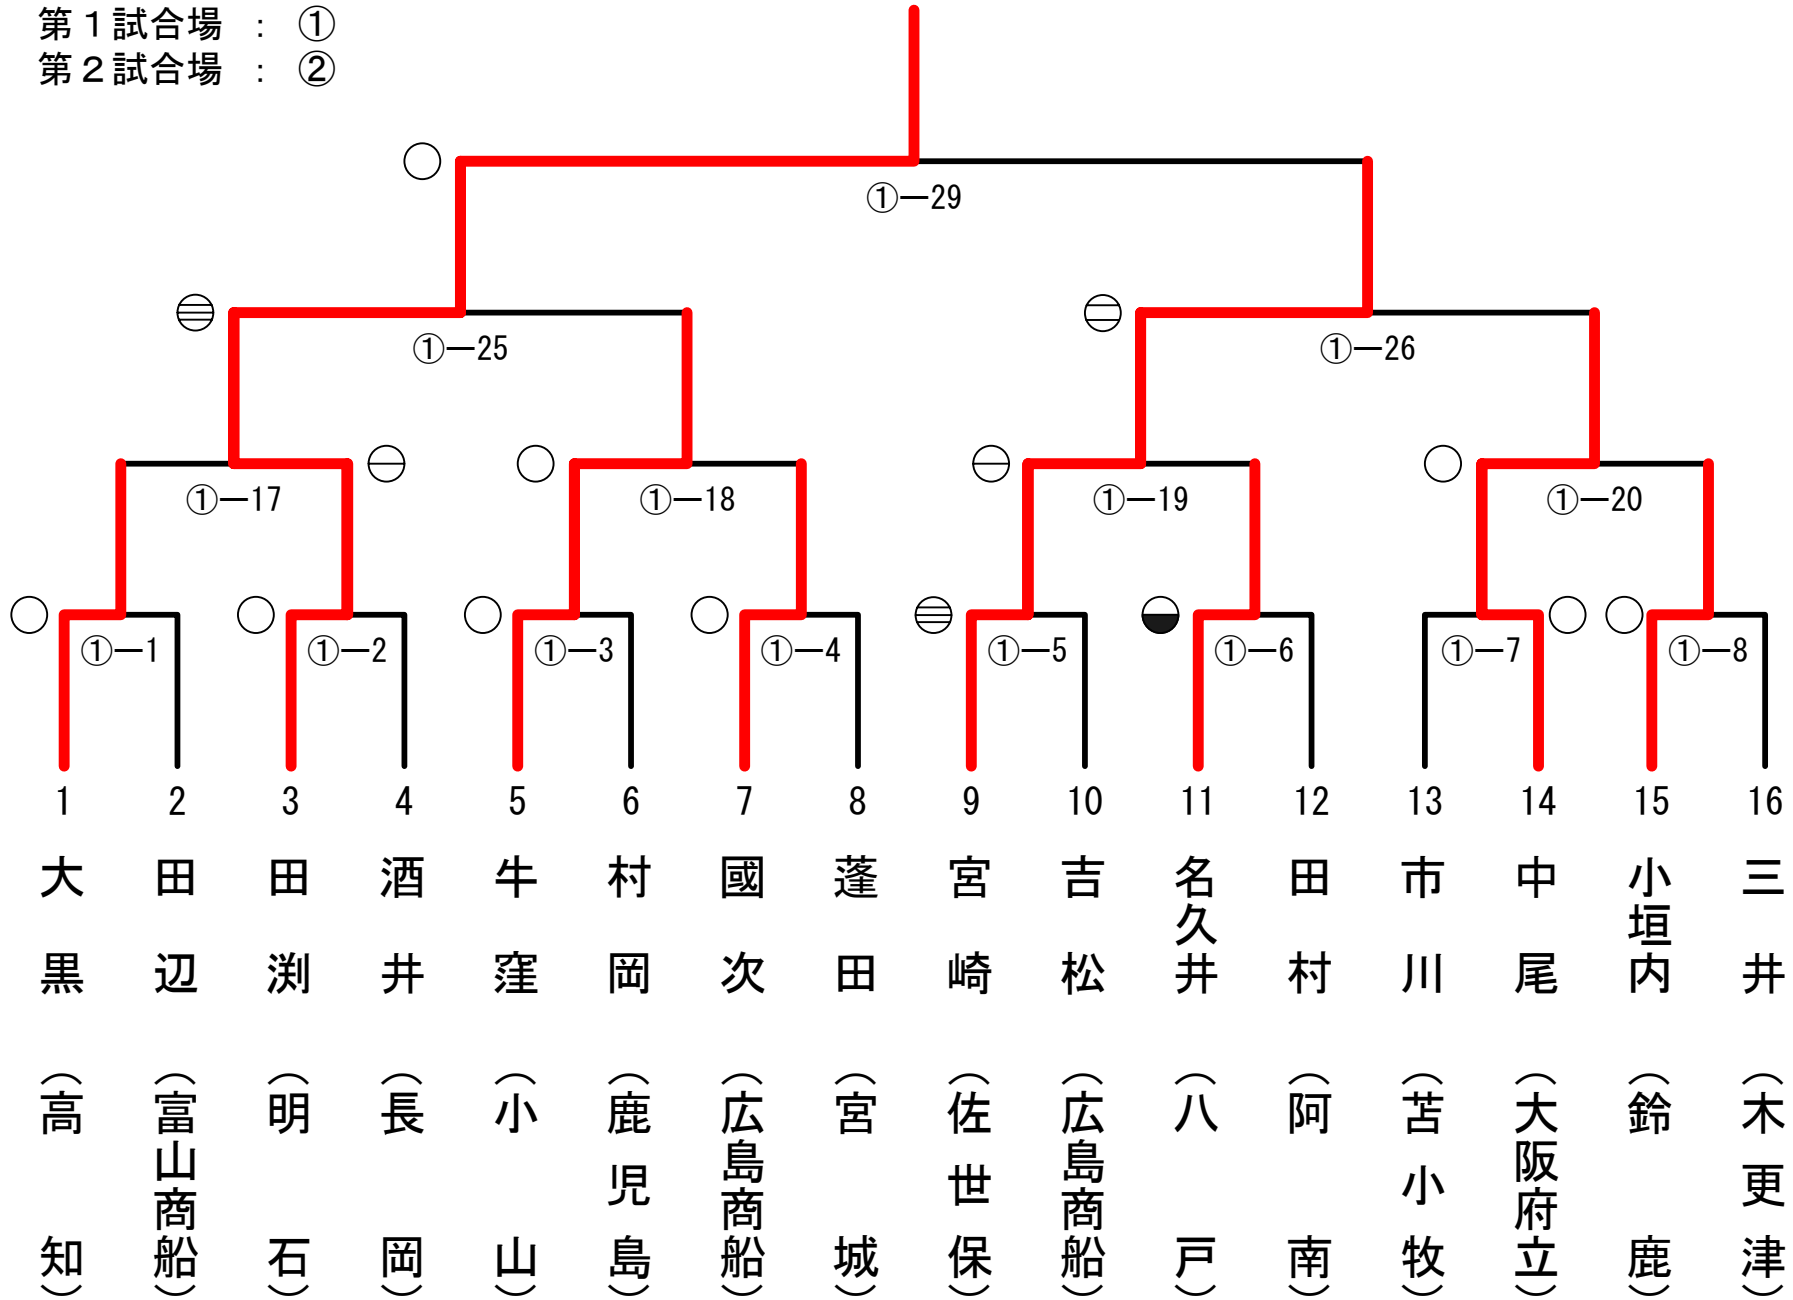 第1試合場 : ①
第2試合場 : ②
①―29
①―25
①―26
①―17
①―18
①―19
①―20
①―1
①―2
①―3
①―4
①―5
①―6
①―7
①―8
1
2
3
4
5
6
7
8
9
10
11
12
13
14
15
16
大黒
田辺
田渕
酒井
牛窪
村岡
國次
蓬田
宮崎
吉松
名久井
田村
市川
中尾
小垣内
三井
(高知)
(富山商船)
(明石)
(長岡)
(小山)
(鹿児島)
(広島商船)
(宮城)
(佐世保)
(広島商船)
(八戸)
(阿南)
(苫小牧)
(大阪府立)
(鈴鹿)
(木更津)